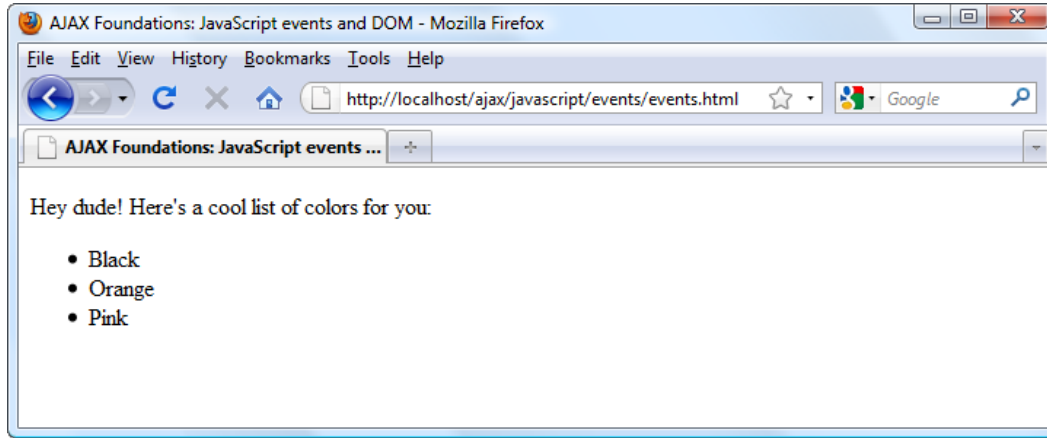 AJAX Foundations: JavaScript events and DOM - Mozilla Firefox
File Edit View History Bookmarks Tools Help
http://localhost/ajax/javascript/events/events.html Google
AJAX Foundations: JavaScript events ...
Hey dude! Here's a cool list of colors for you:
• Black
• Orange
• Pink